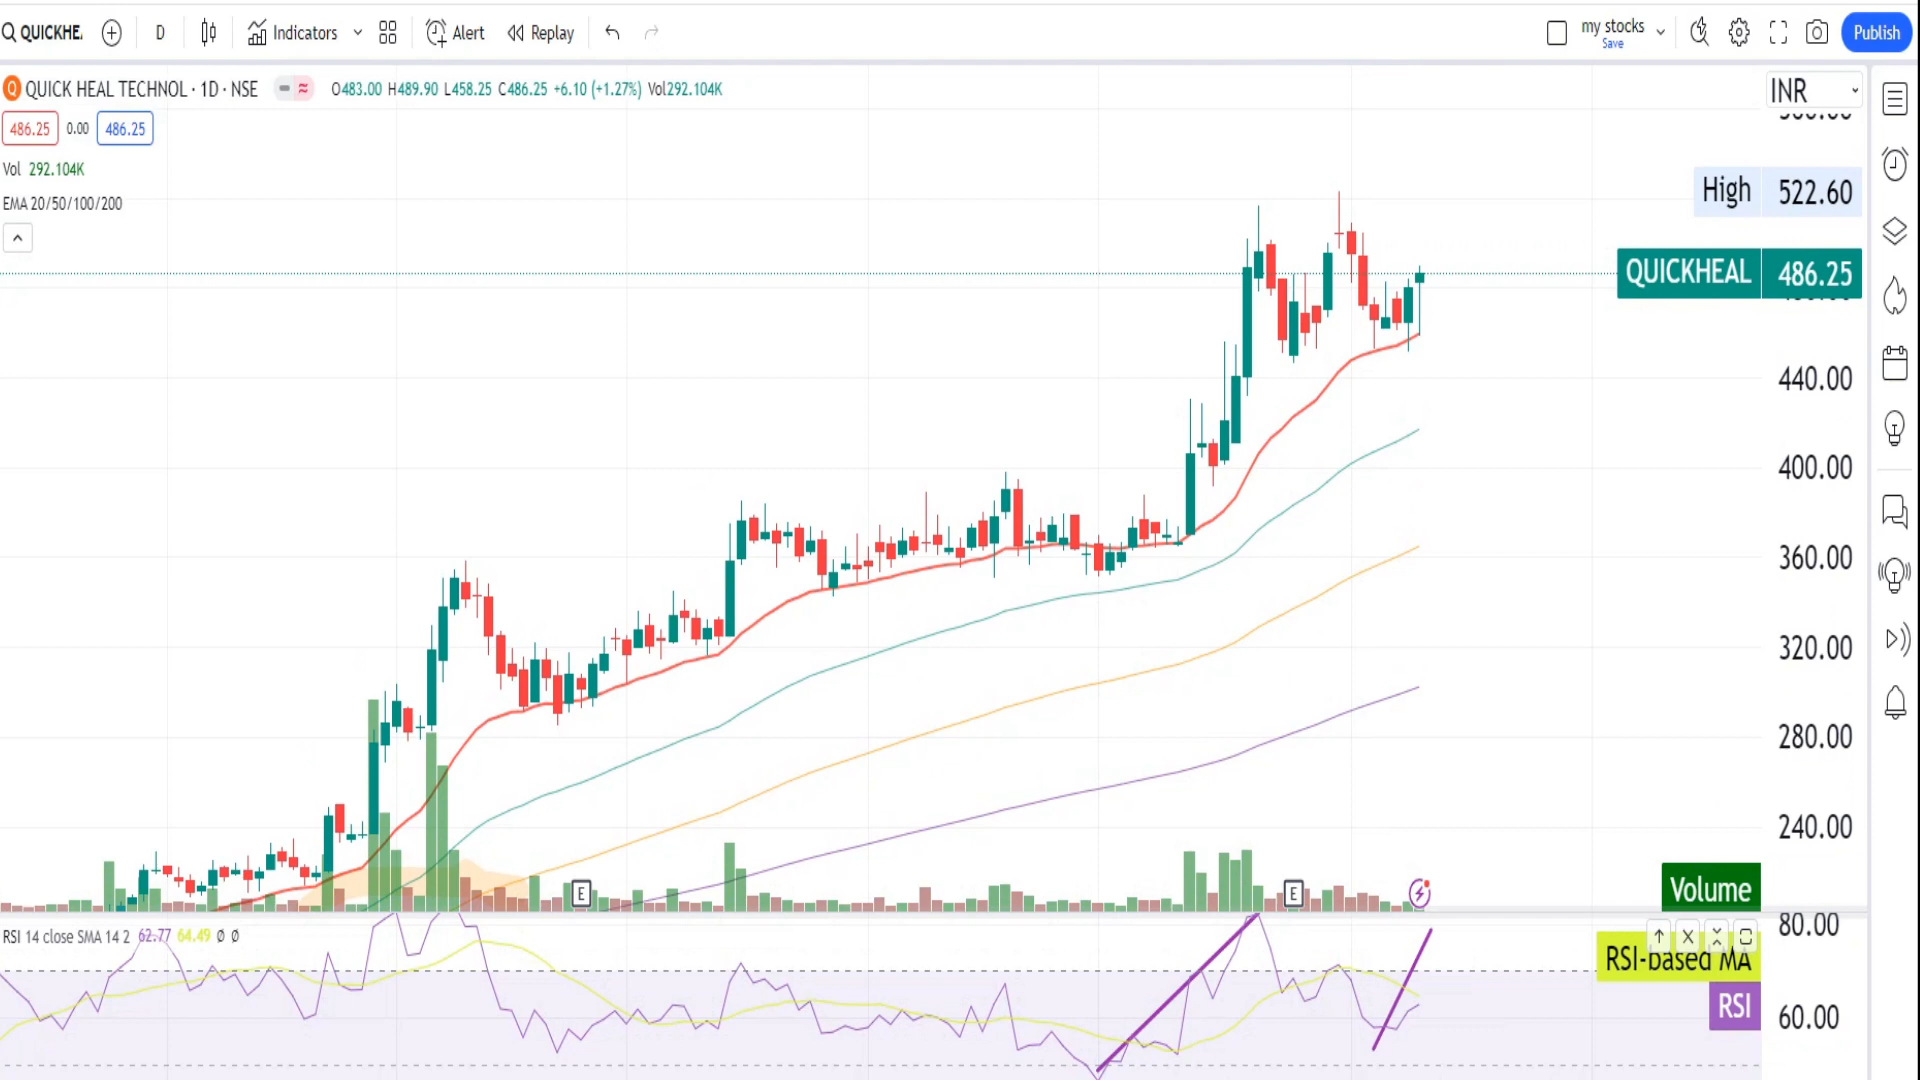 QUICKHEA
D
Indicators
Alert
Replay
my stocks
Save
Publish
QUICK HEAL TECHNOL · 1D · NSE
O483.00 H489.90 L458.25 C486.25 +6.10 (+1.27%) Vol292.104K
INR
486.25 0.00 486.25
Vol 292.104K
High 522.60
EMA 20/50/100/200
QUICKHEAL 486.25
440.00
400.00
360.00
320.00
280.00
240.00
E
E
Volume
80.00
RSI 14 close SMA 14 2 62.77 64.49 Ø Ø
RSI-based MA
RSI
60.00